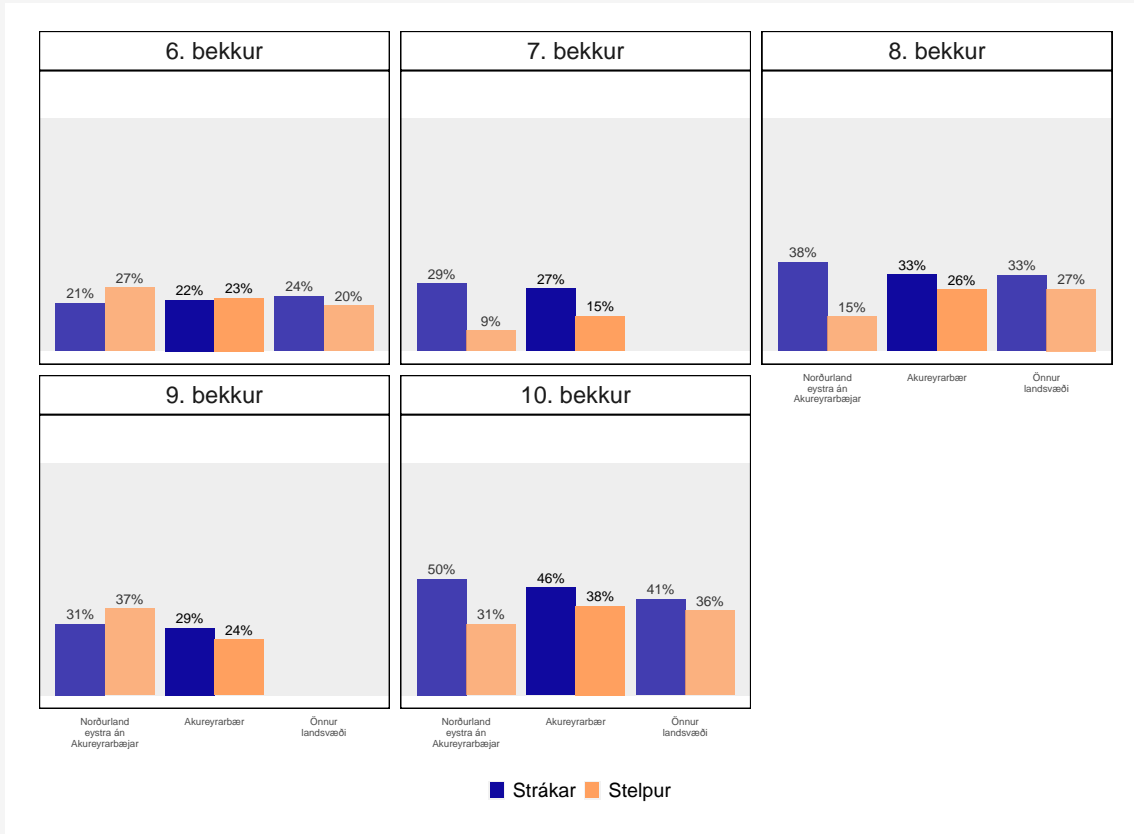 6. bekkur
7. bekkur
8. bekkur
21%
27%
22%
23%
24%
20%
29%
9%
27%
15%
38%
15%
33%
26%
33%
27%
Norðurland
eystra án
Akureyrarbæjar
Akureyrarbær
Önnur
landsvæði
9. bekkur
10. bekkur
31%
37%
29%
24%
50%
31%
46%
38%
41%
36%
Norðurland
eystra án
Akureyrarbæjar
Akureyrarbær
Önnur
landsvæði
Norðurland
eystra án
Akureyrarbæjar
Akureyrarbær
Önnur
landsvæði
Strákar
Stelpur